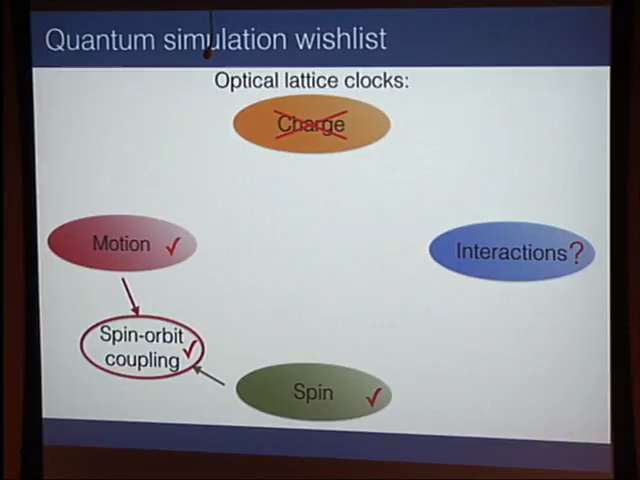 Quantum simulation wishlist
Optical lattice clocks:
Charge
Motion ✓
Interactions?
Spin-orbit
coupling ✓
Spin ✓